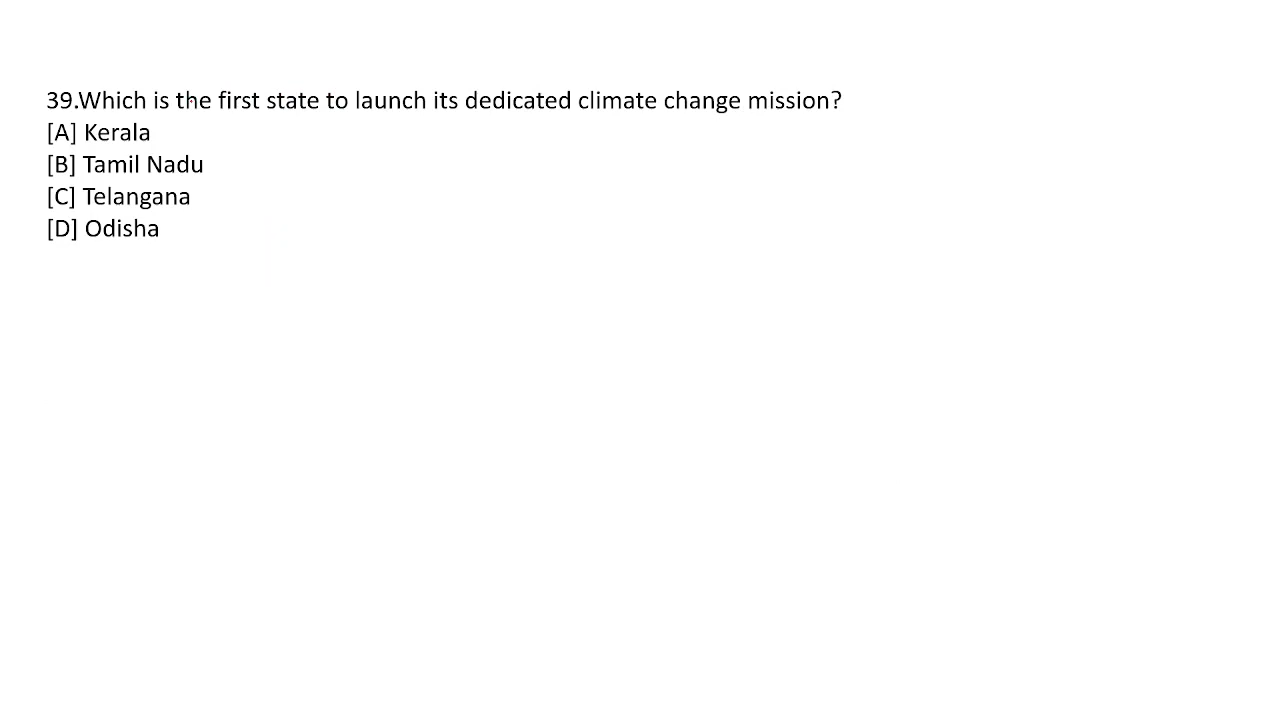 39.Which is the first state to launch its dedicated climate change mission?
[A] Kerala
[B] Tamil Nadu
[C] Telangana
[D] Odisha